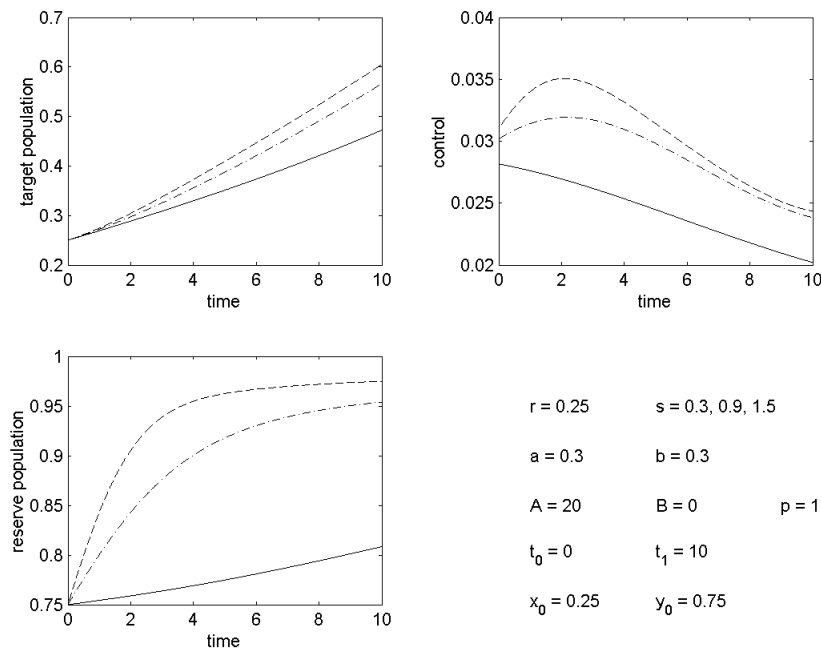 0.7
0.6
0.5
0.4
0.3
0.2
target population
0 2 4 6 8 10
time
0.04
0.035
0.03
0.025
0.02
control
0 2 4 6 8 10
time
1
0.95
0.9
0.85
0.8
0.75
reserve population
0 2 4 6 8 10
time
r = 0.25 s = 0.3, 0.9, 1.5
a = 0.3 b = 0.3
A = 20 B = 0 p = 1
t₀ = 0 t₁ = 10
x₀ = 0.25 y₀ = 0.75